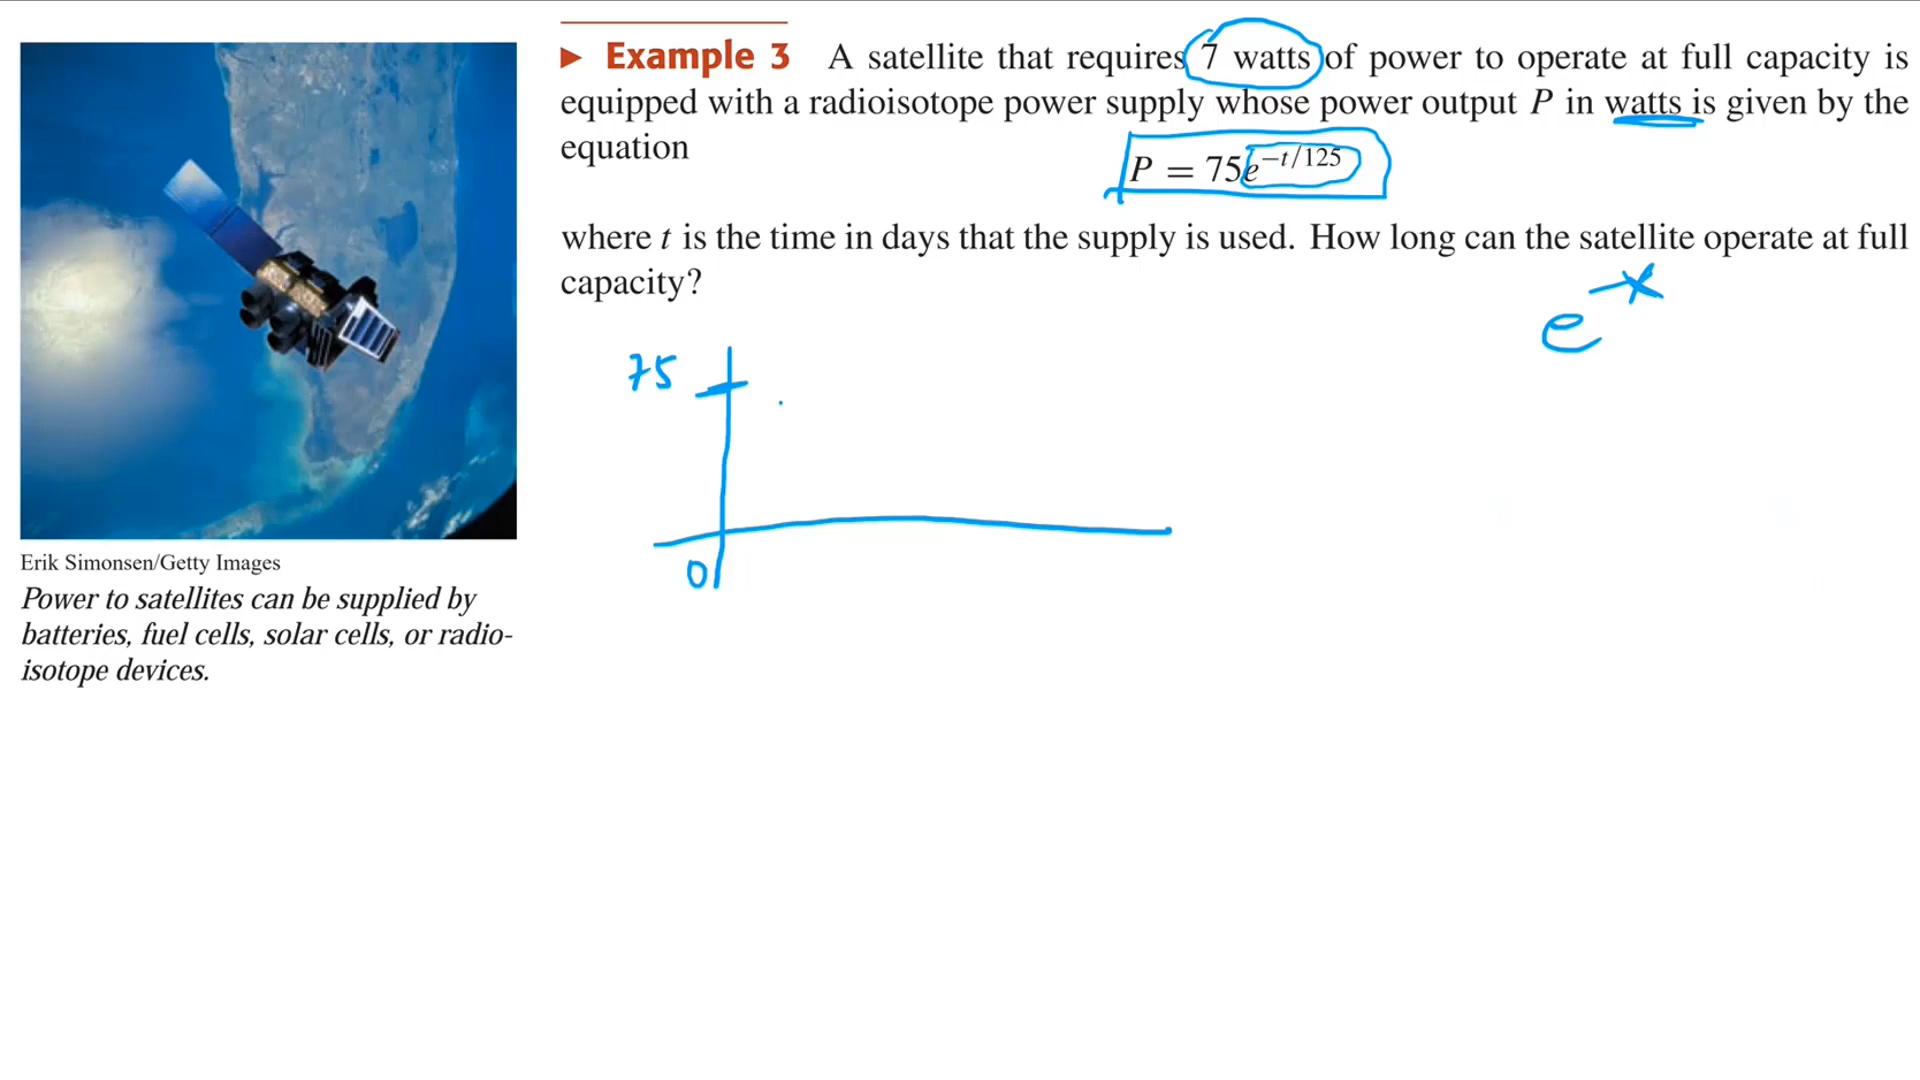 ▶ Example 3 A satellite that requires 7 watts of power to operate at full capacity is
equipped with a radioisotope power supply whose power output P in watts is given by the
equation
P = 75e^{−t/125}
where t is the time in days that the supply is used. How long can the satellite operate at full
capacity?
e^{-x}
75
0
Erik Simonsen/Getty Images
Power to satellites can be supplied by
batteries, fuel cells, solar cells, or radio-
isotope devices.